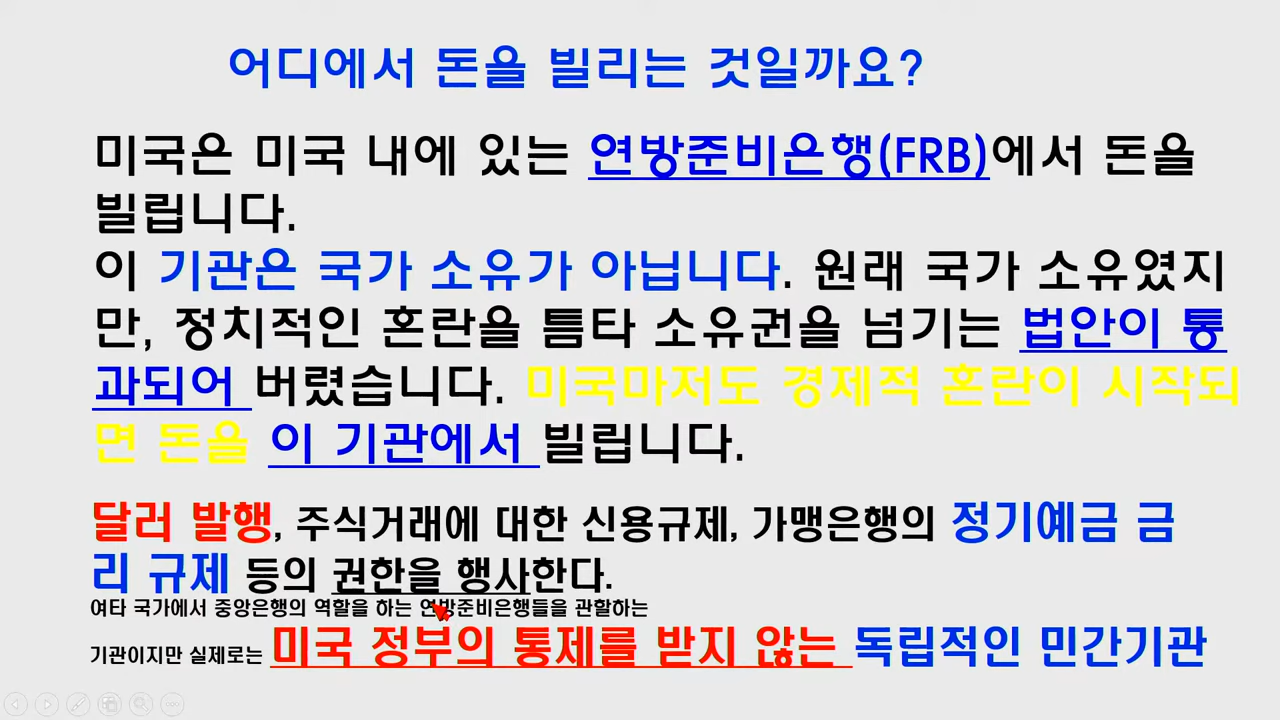 어디에서 돈을 빌리는 것일까요?
미국은 미국 내에 있는 연방준비은행(FRB)에서 돈을
빌립니다.
이 기관은 국가 소유가 아닙니다. 원래 국가 소유였지
만, 정치적인 혼란을 틈타 소유권을 넘기는 법안이 통
과되어 버렸습니다. 미국마저도 경제적 혼란이 시작되
면 돈을 이 기관에서 빌립니다.
달러 발행, 주식거래에 대한 신용규제, 가맹은행의 정기예금 금
리 규제 등의 권한을 행사한다.
여타 국가에서 중앙은행의 역할을 하는 연방준비은행들을 관할하는
기관이지만 실제로는 미국 정부의 통제를 받지 않는 독립적인 민간기관